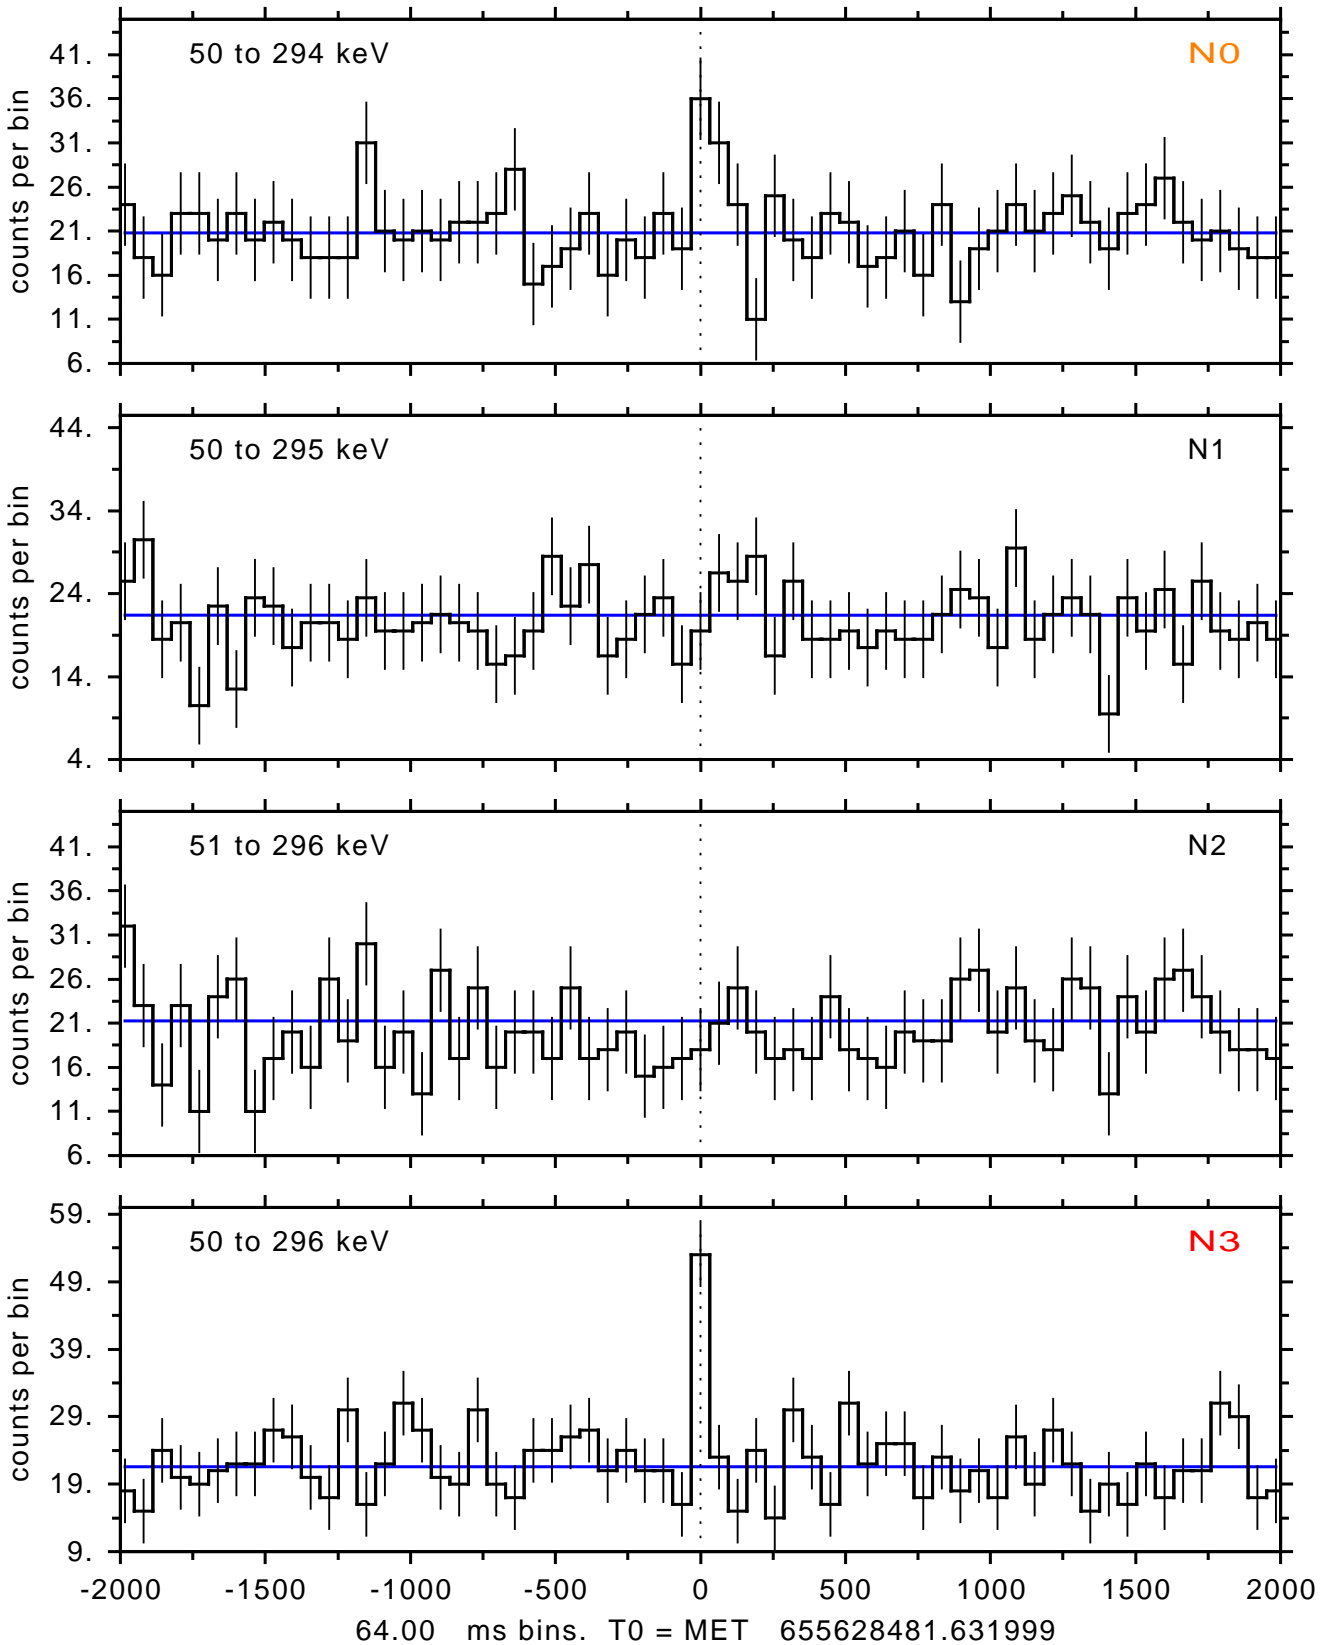 50 to 294 keV N0
counts per bin
41.
36.
31.
26.
21.
16.
11.
6.
50 to 295 keV N1
counts per bin
44.
34.
24.
14.
4.
51 to 296 keV N2
counts per bin
41.
36.
31.
26.
21.
16.
11.
6.
50 to 296 keV N3
counts per bin
59.
49.
39.
29.
19.
9.
-2000 -1500 -1000 -500 0 500 1000 1500 2000
64.00 ms bins. T0 = MET 655628481.631999